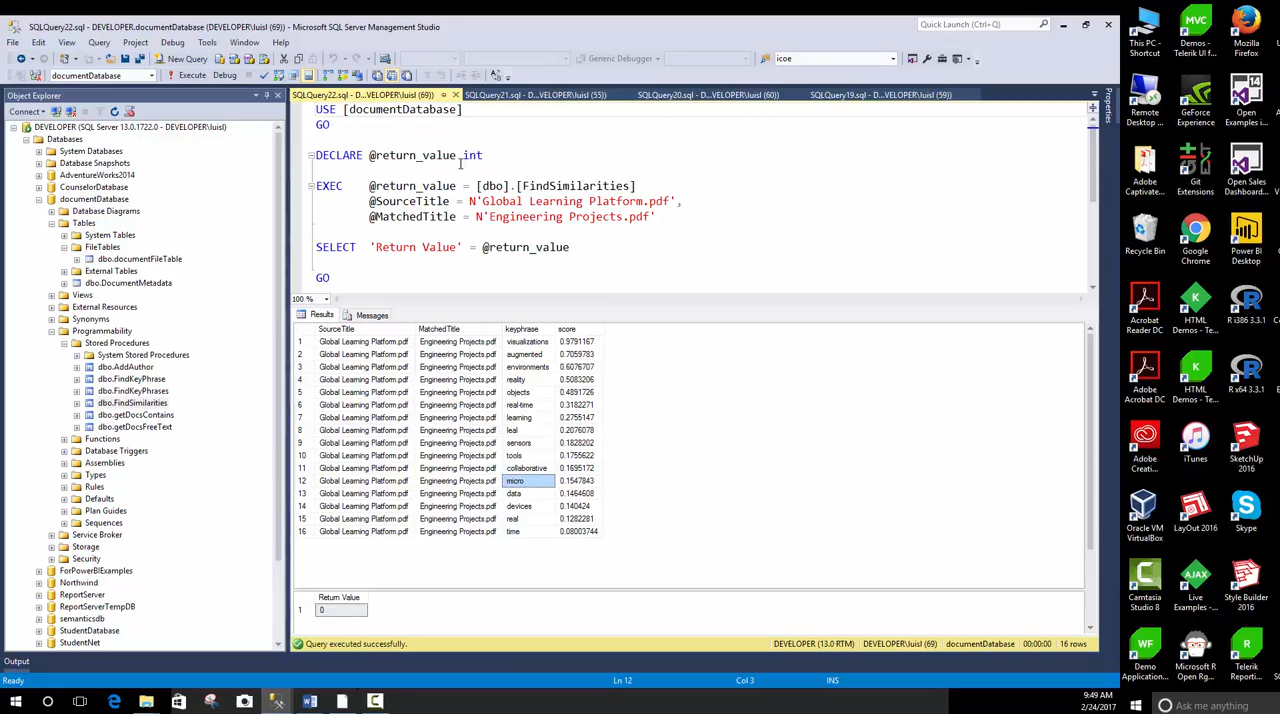 SQLQuery22.sql - DEVELOPER.documentDatabase (DEVELOPER\luisl (69)) - Microsoft SQL Server Management Studio
Quick Launch (Ctrl+Q)
File Edit View Query Project Debug Tools Window Help
New Query
Generic Debugger
icoe
documentDatabase
Execute Debug
Object Explorer
Connect
DEVELOPER (SQL Server 13.0.1722.0 - DEVELOPER\luisl)
Databases
System Databases
Database Snapshots
AdventureWorks2014
CounselorDatabase
documentDatabase
Database Diagrams
Tables
System Tables
FileTables
dbo.documentFileTable
External Tables
dbo.DocumentMetadata
Views
External Resources
Synonyms
Programmability
Stored Procedures
System Stored Procedures
dbo.AddAuthor
dbo.FindKeyPhrase
dbo.FindKeyPhrases
dbo.FindSimilarities
dbo.getDocsContains
dbo.getDocsFreeText
Functions
Database Triggers
Assemblies
Types
Rules
Defaults
Plan Guides
Sequences
Service Broker
Storage
Security
ForPowerBIExamples
Northwind
ReportServer
ReportServerTempDB
semanticsdb
StudentDatabase
StudentNet
Output
Ready
SQLQuery22.sql - D...VELOPER\luisl (69)) SQLQuery21.sql - D...VELOPER\luisl (55)) SQLQuery20.sql - D...VELOPER\luisl (60)) SQLQuery19.sql - D...VELOPER\luisl (59))
Properties
USE [documentDatabase]
GO
DECLARE @return_value int
EXEC @return_value = [dbo].[FindSimilarities]
@SourceTitle = N'Global Learning Platform.pdf',
@MatchedTitle = N'Engineering Projects.pdf'
SELECT 'Return Value' = @return_value
GO
100 %
Results Messages
SourceTitle MatchedTitle keyphrase score
1 Global Learning Platform.pdf Engineering Projects.pdf visualizations 0.9791167
2 Global Learning Platform.pdf Engineering Projects.pdf augmented 0.7059783
3 Global Learning Platform.pdf Engineering Projects.pdf environments 0.6076707
4 Global Learning Platform.pdf Engineering Projects.pdf reality 0.5083206
5 Global Learning Platform.pdf Engineering Projects.pdf objects 0.4891726
6 Global Learning Platform.pdf Engineering Projects.pdf real-time 0.3182271
7 Global Learning Platform.pdf Engineering Projects.pdf learning 0.2755147
8 Global Learning Platform.pdf Engineering Projects.pdf leal 0.2076078
9 Global Learning Platform.pdf Engineering Projects.pdf sensors 0.1828202
10 Global Learning Platform.pdf Engineering Projects.pdf tools 0.1755622
11 Global Learning Platform.pdf Engineering Projects.pdf collaborative 0.1695172
12 Global Learning Platform.pdf Engineering Projects.pdf micro 0.1547843
13 Global Learning Platform.pdf Engineering Projects.pdf data 0.1464608
14 Global Learning Platform.pdf Engineering Projects.pdf devices 0.140424
15 Global Learning Platform.pdf Engineering Projects.pdf real 0.1282281
16 Global Learning Platform.pdf Engineering Projects.pdf time 0.08003744
Return Value
1 0
Query executed successfully. DEVELOPER (13.0 RTM) DEVELOPER\luisl (69) documentDatabase 00:00:00 16 rows
Ln 12 Col 3 INS
This PC - Shortcut
MVC
Demos - Telerik UI f...
Mozilla Firefox
Remote Desktop ...
GeForce Experience
14
Open Examples i...
Adobe Captivate...
Git Extensions
Open Sensenet...
Recycle Bin
Google Chrome
Power BI Desktop
Acrobat Reader DC
HTML Demos - Te...
R i386 3.3.1
Adobe Acrobat DC
HTML Demos - Te...
R x64 3.3.1
Adobe Creati...
iTunes
SketchUp 2016
Oracle VM VirtualBox
LayOut 2016
Skype
AJAX
Camtasia Studio 8
Live Examples -...
Style Builder 2016
WF
Demo Application...
Microsoft R Open Rg...
Telerik Reporti...
9:49 AM
2/24/2017
Ask me anything